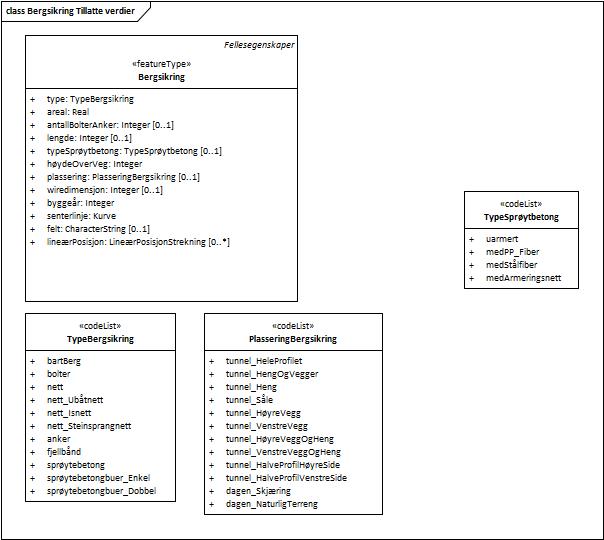 class Bergsikring Tillatte verdier
Fellesegenskaper
«featureType»
Bergsikring
+ type: TypeBergsikring
+ areal: Real
+ antallBolterAnker: Integer [0..1]
+ lengde: Integer [0..1]
+ typeSprøytbetong: TypeSprøytbetong [0..1]
+ høydeOverVeg: Integer
+ plassering: PlasseringBergsikring [0..1]
+ wiredimensjon: Integer [0..1]
+ byggeår: Integer
+ senterlinje: Kurve
+ felt: CharacterString [0..1]
+ lineærPosisjon: LineærPosisjonStrekning [0..*]
«codeList»
TypeSprøytbetong
+ uarmert
+ medPP_Fiber
+ medStålfiber
+ medArmeringsnett
«codeList»
TypeBergsikring
+ bartBerg
+ bolter
+ nett
+ nett_Ubåtnett
+ nett_Isnett
+ nett_Steinsprangnett
+ anker
+ fjellbånd
+ sprøytebetong
+ sprøytebetongbuer_Enkel
+ sprøytebetongbuer_Dobbel
«codeList»
PlasseringBergsikring
+ tunnel_HeleProfilet
+ tunnel_HengOgVegger
+ tunnel_Heng
+ tunnel_Såle
+ tunnel_HøyreVegg
+ tunnel_VenstreVegg
+ tunnel_HøyreVeggOgHeng
+ tunnel_VenstreVeggOgHeng
+ tunnel_HalveProfilHøyreSide
+ tunnel_HalveProfilVenstreSide
+ dagen_Skjæring
+ dagen_NaturligTerreng